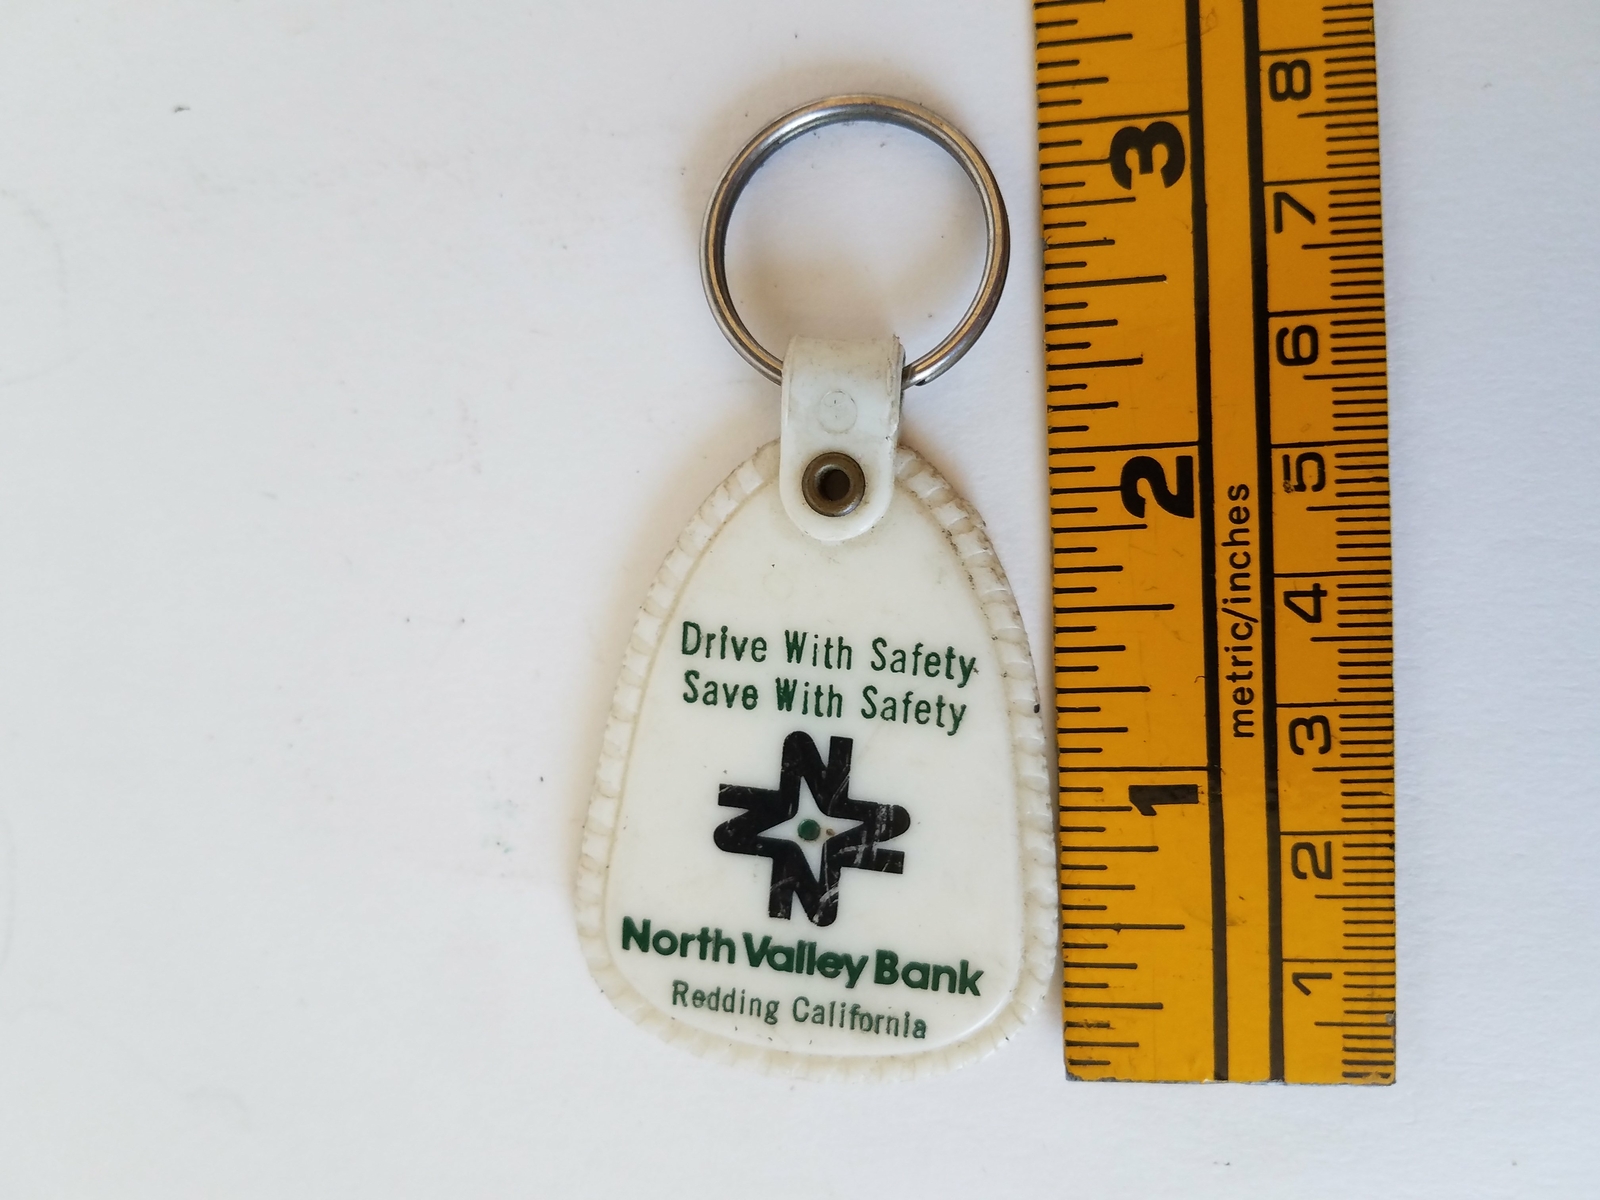 Drive With Safety
Save With Safety
N
N
N
N
North Valley Bank
Redding California
3
2
1
metric/inches
8
7
6
5
4
3
2
1